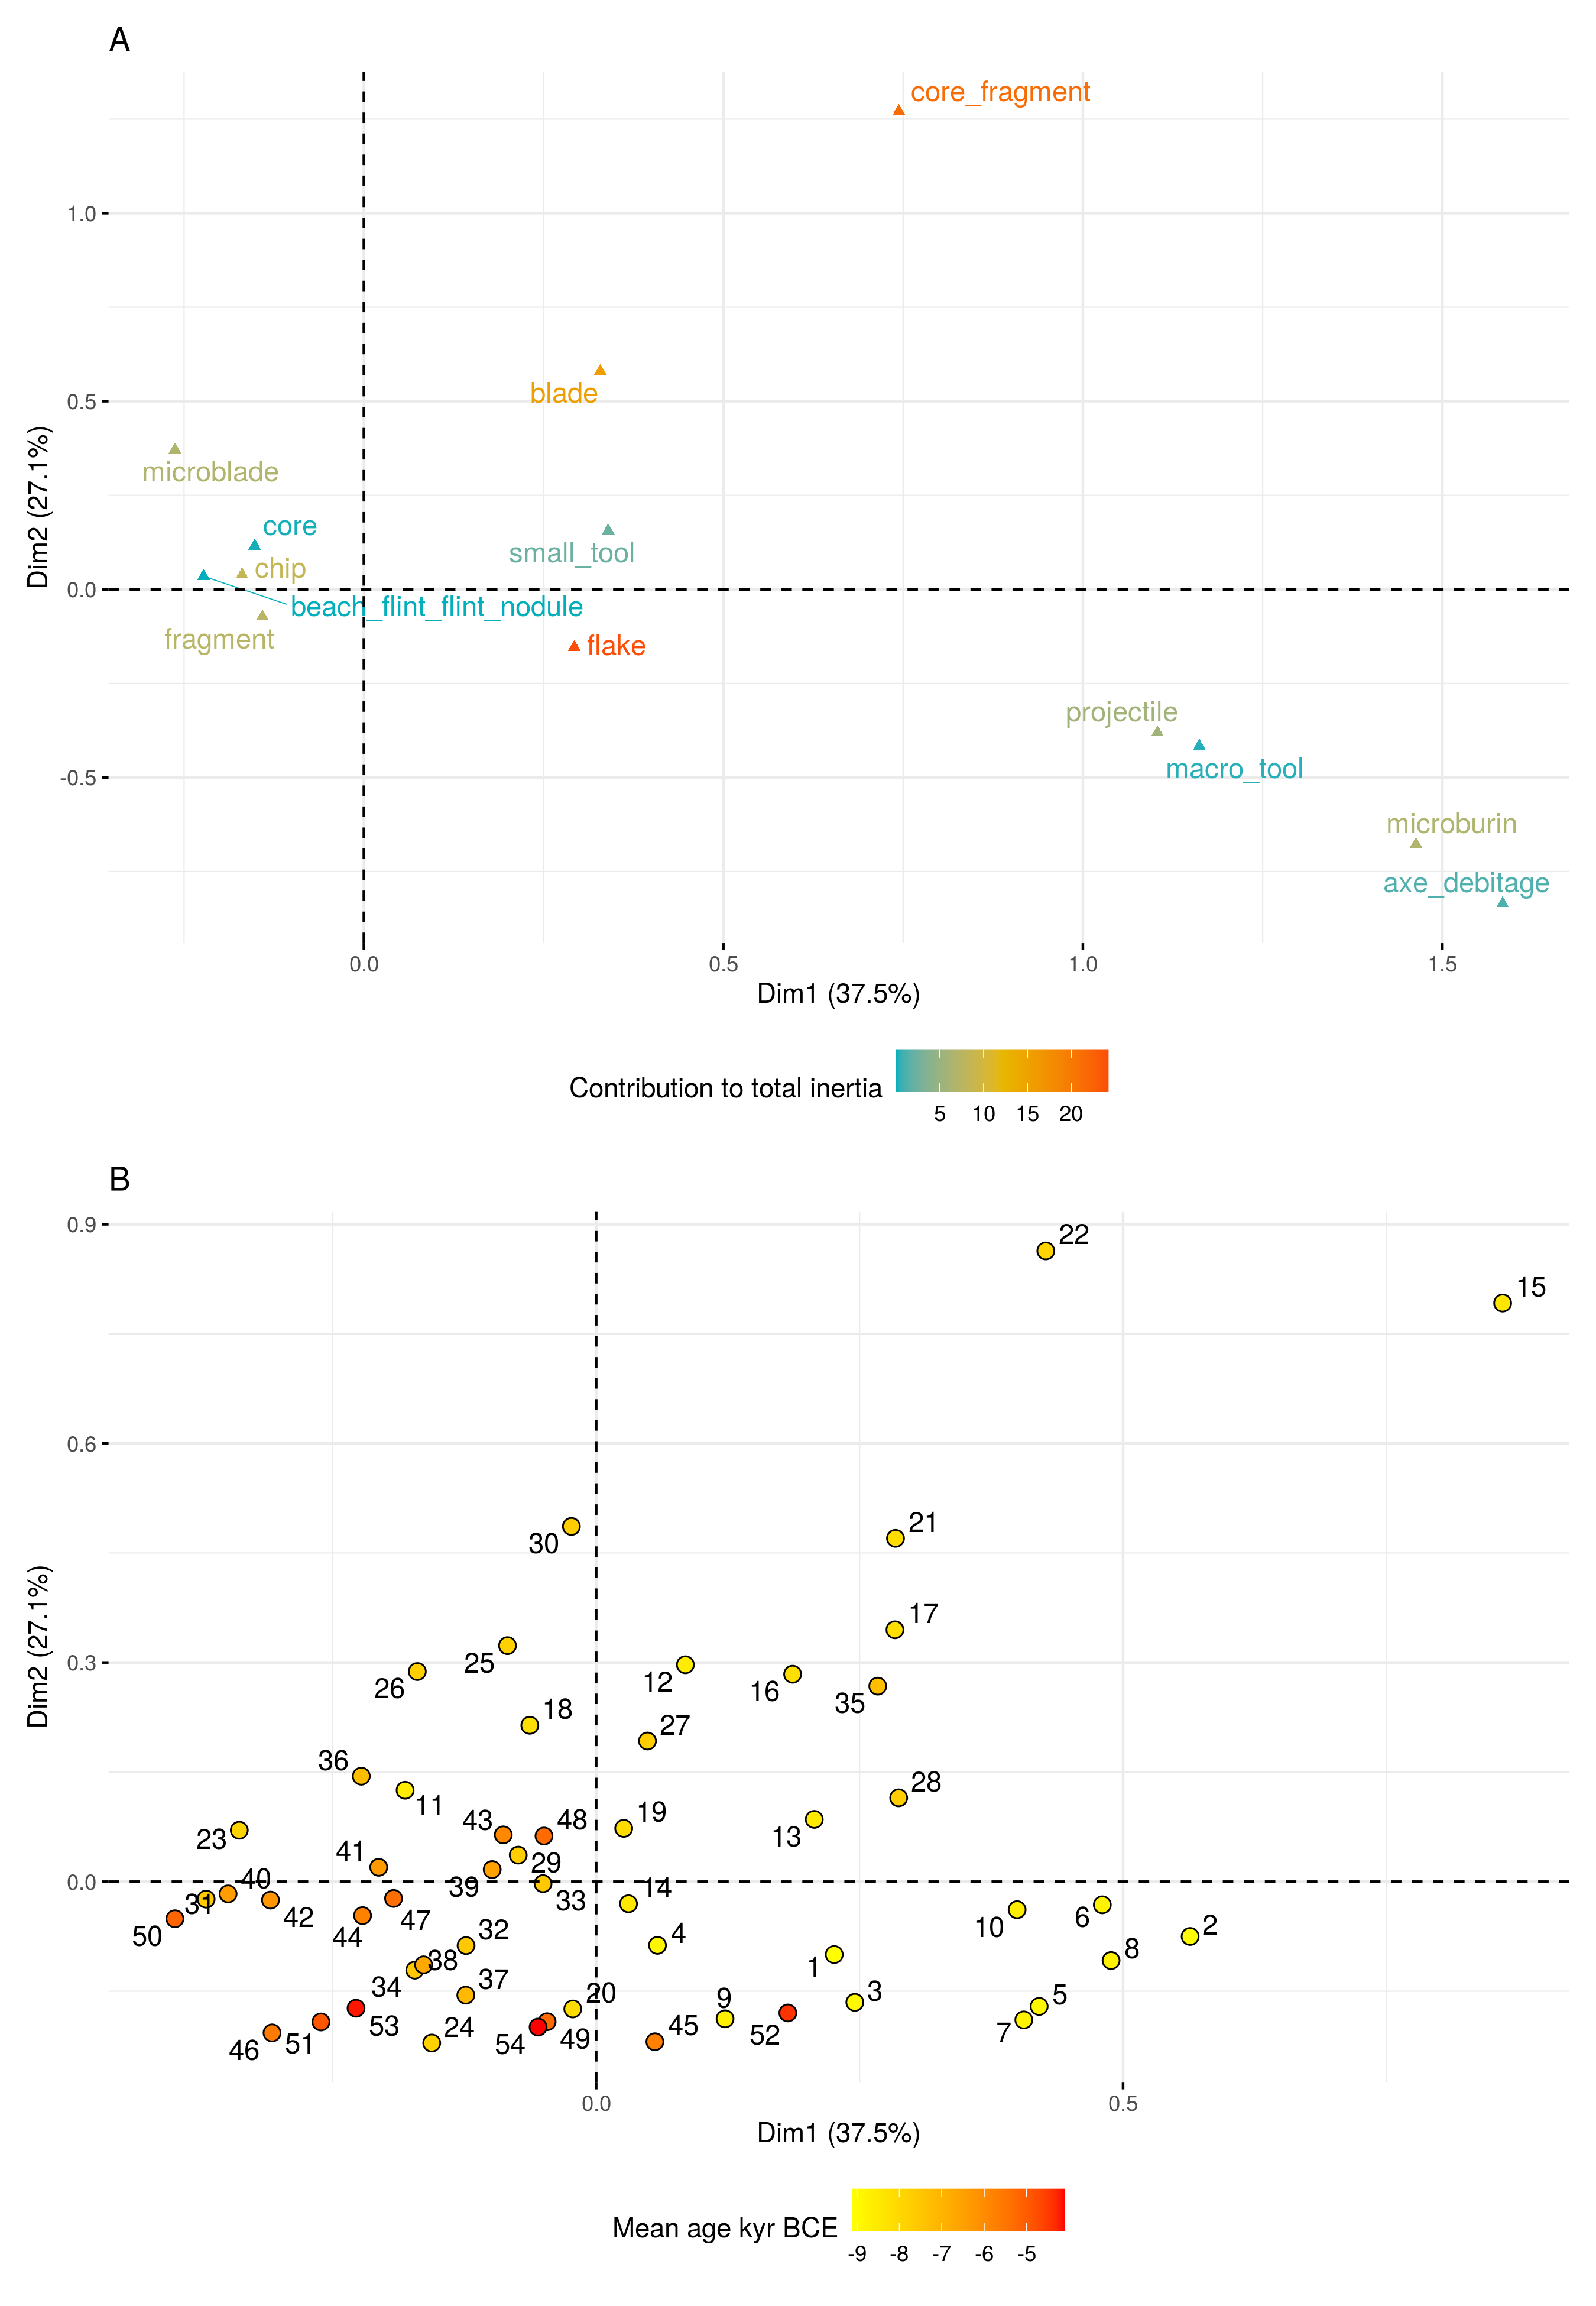 A
core_fragment
1.0
blade
0.5
microblade
core
small_tool
chip
0.0
beach_flint_flint_nodule
fragment
flake
projectile
macro_tool
-0.5
microburin
axe_debitage
Dim2 (27.1%)
0.0 0.5 1.0 1.5
Dim1 (37.5%)
Contribution to total inertia
5 10 15 20
B
0.9
22
15
0.6
30
21
17
0.3
25
26
12
16
35
18
27
36
11
28
23
43
48
19
13
41
29
0.0
40
39
33
14
31
42
47
50
44
32
4
10
6
2
38
34
1
8
37
20
9
3
5
46
51
53
24
54
49
45
52
7
Dim2 (27.1%)
0.0 0.5
Dim1 (37.5%)
Mean age kyr BCE
-9 -8 -7 -6 -5